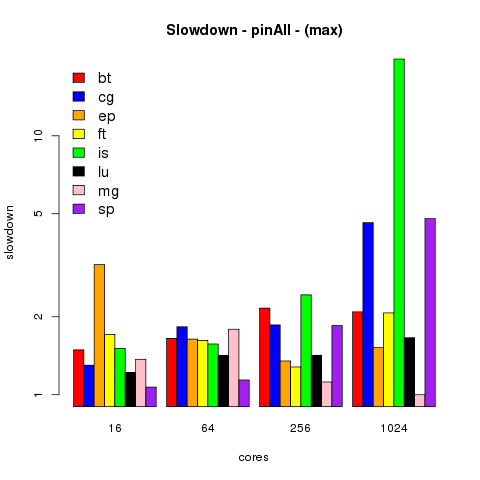 Slowdown - pinAll - (max)
bt
cg
ep
ft
is
lu
mg
sp
slowdown
10
5
2
1
16 64 256 1024
cores